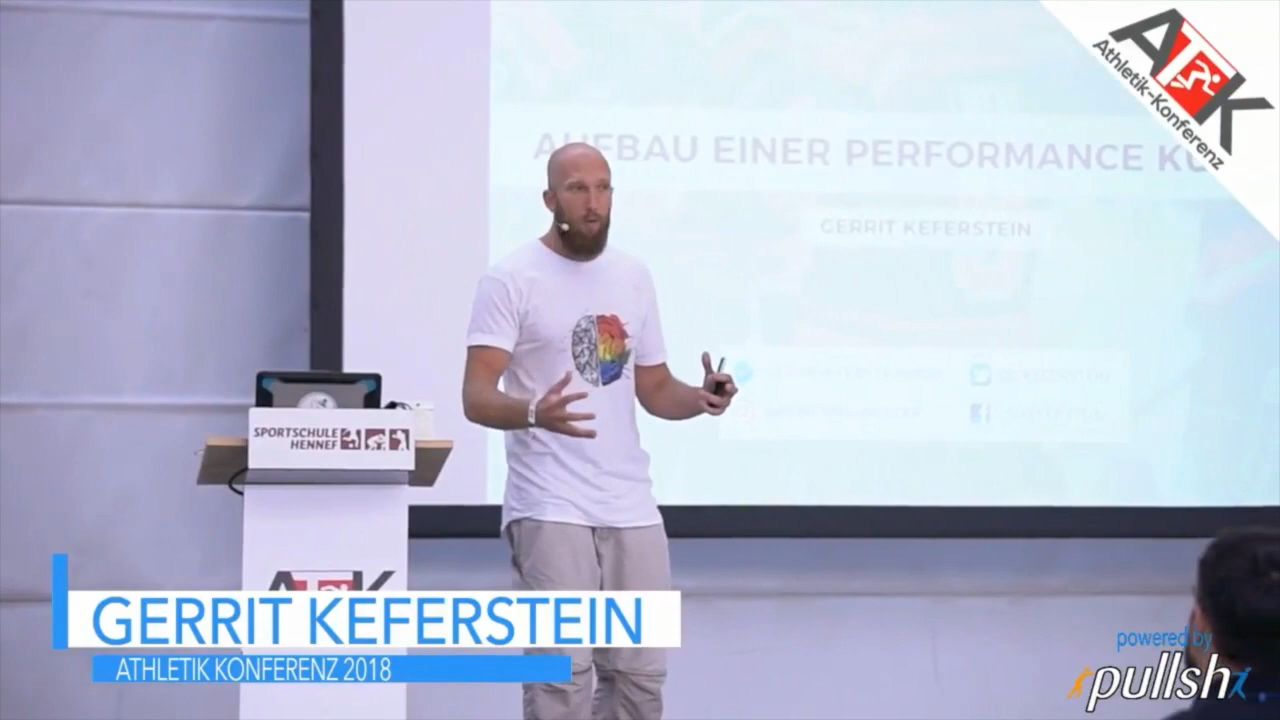 ATK
Athletik-Konferenz
AUFBAU EINER PERFORMANCE KU
GERRIT KEFERSTEIN
SPORTSCHULE
HENNEF
ATK
GERRIT KEFERSTEIN
ATHLETIK KONFERENZ 2018
powered by
pullsh